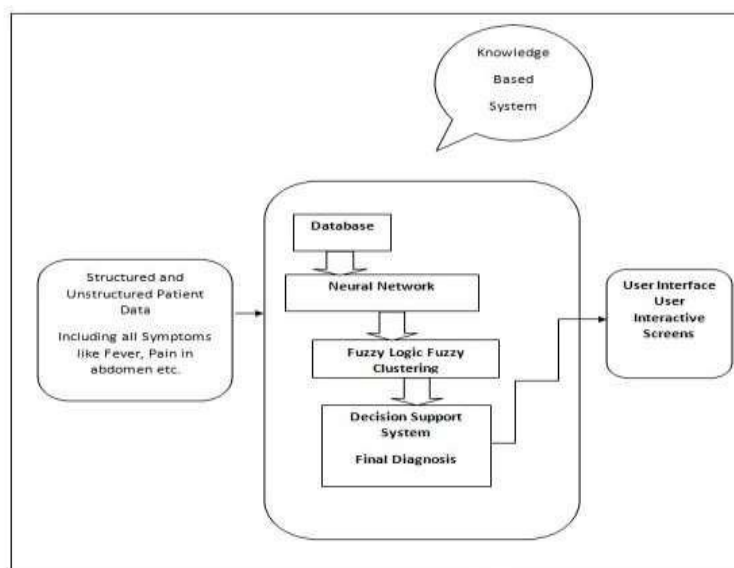 Knowledge
Based
System
Database
Structured and
Unstructured Patient
Data
Including all Symptoms
like Fever, Pain in
abdomen etc.
Neural Network
Fuzzy Logic Fuzzy
Clustering
Decision Support
System
Final Diagnosis
User Interface
User
Interactive
Screens